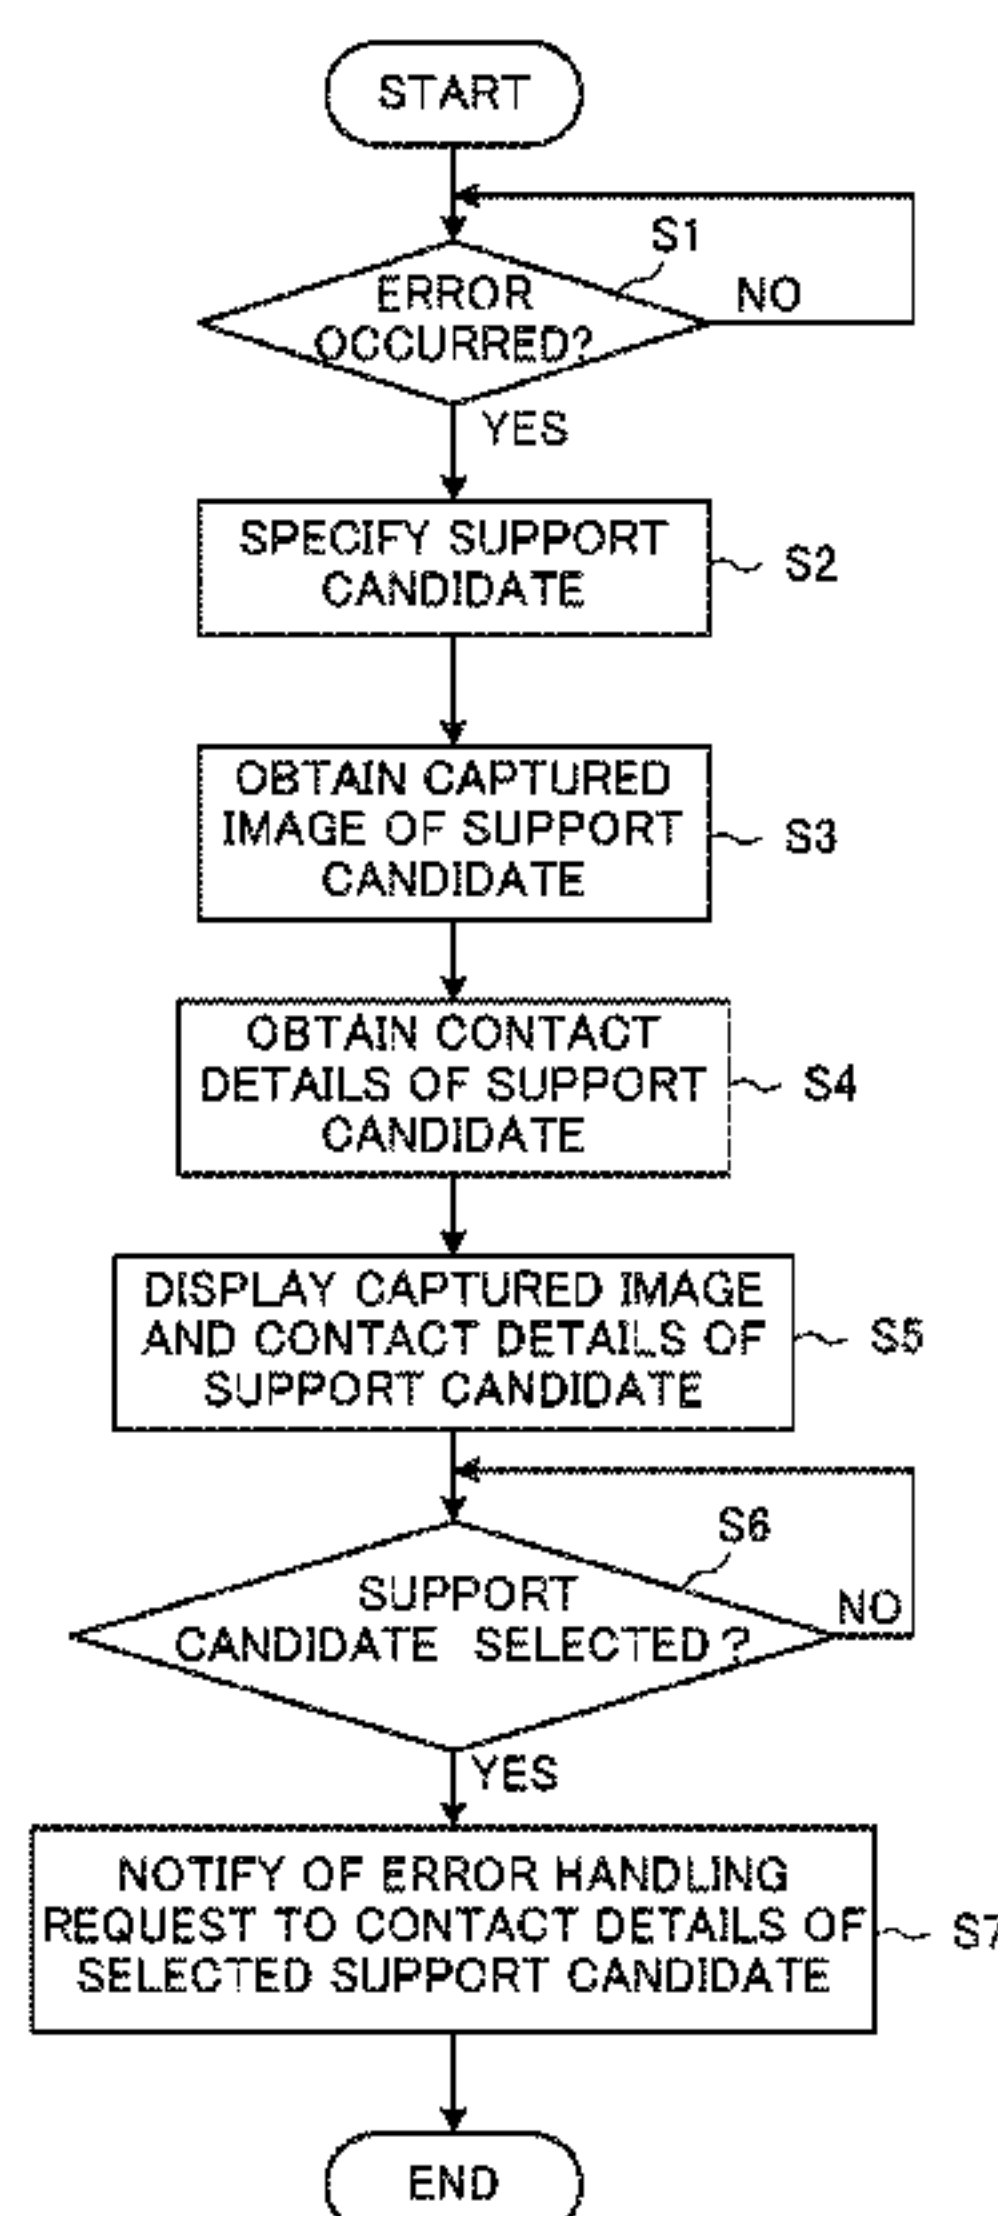 START
S1
ERROR
OCCURRED?
NO
YES
SPECIFY SUPPORT
CANDIDATE
S2
OBTAIN CAPTURED
IMAGE OF SUPPORT
CANDIDATE
S3
OBTAIN CONTACT
DETAILS OF SUPPORT
CANDIDATE
S4
DISPLAY CAPTURED IMAGE
AND CONTACT DETAILS OF
SUPPORT CANDIDATE
S5
S6
SUPPORT
CANDIDATE SELECTED?
NO
YES
NOTIFY OF ERROR HANDLING
REQUEST TO CONTACT DETAILS OF
SELECTED SUPPORT CANDIDATE
S7
END